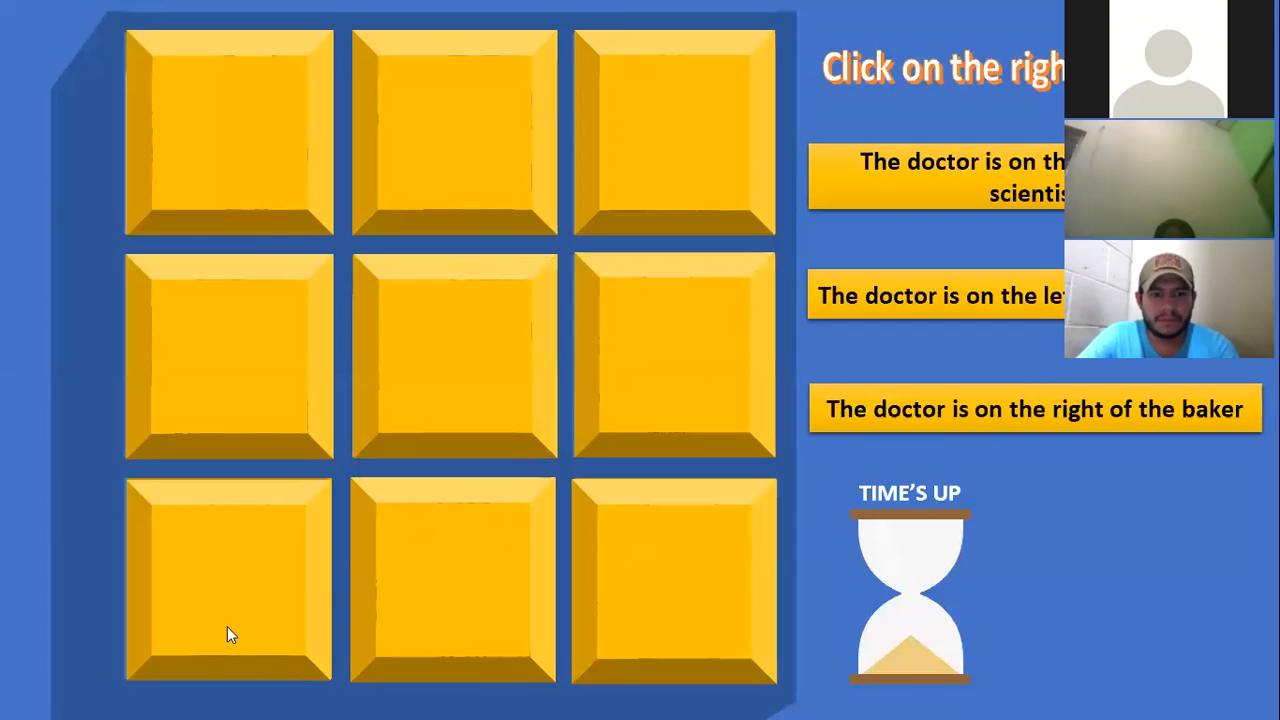 Click on the righ
The doctor is on th
scientis
The doctor is on the le
The doctor is on the right of the baker
TIME'S UP